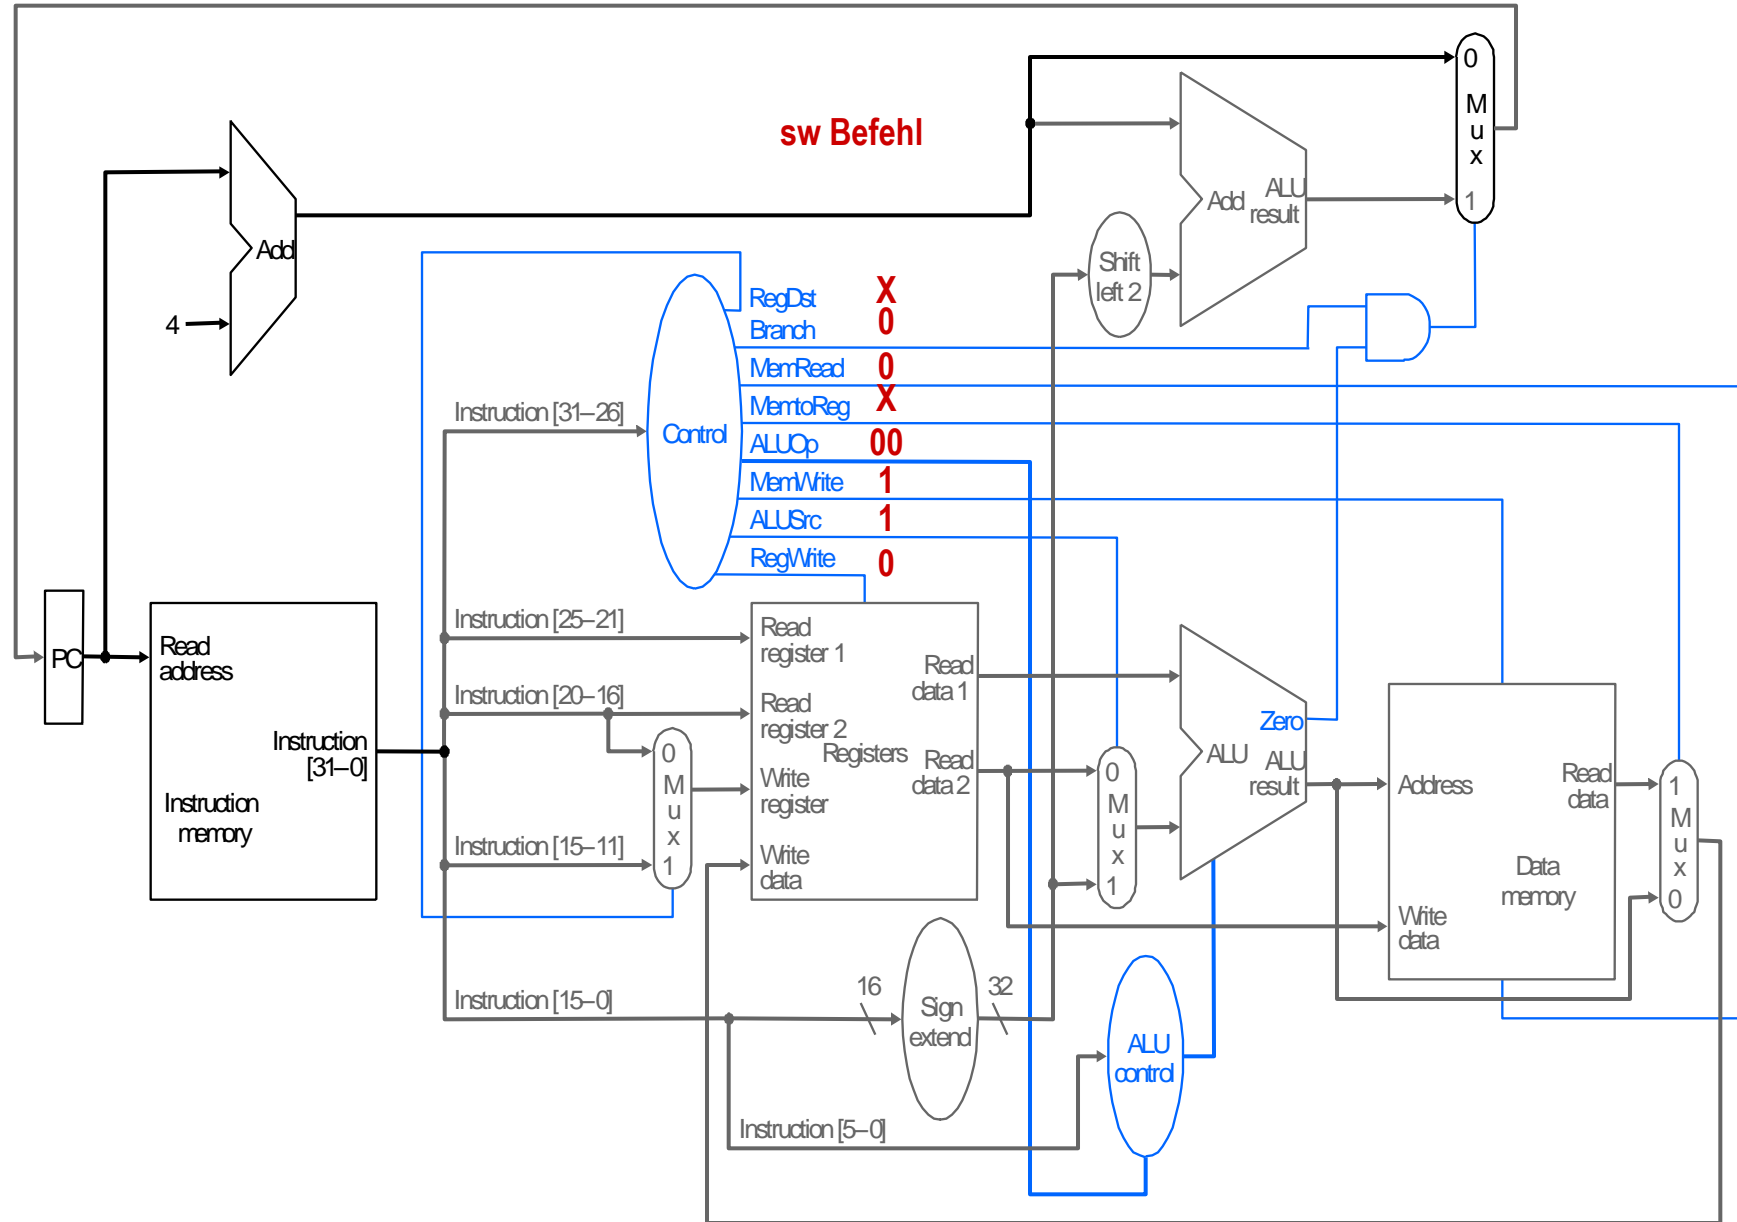 0
M
u
x
1
sw Befehl
Add
ALU
result
Add
4
Shift
left 2
RegDst X
Branch 0
MemRead 0
MemtoReg X
ALUOp 00
MemWrite 1
ALUSrc 1
RegWrite 0
Control
Instruction [31–26]
Instruction [25–21]
Instruction [20–16]
Instruction [15–11]
Instruction [15–0]
Instruction [5–0]
PC
Read
address
Instruction
[31–0]
Instruction
memory
0
M
u
x
1
Read
register 1
Read
register 2
Write
register
Write
data
Registers
Read
data 1
Read
data 2
0
M
u
x
1
Zero
ALU
ALU
result
Address
Read
data
Data
memory
Write
data
1
M
u
x
0
16
Sign
extend
32
ALU
control